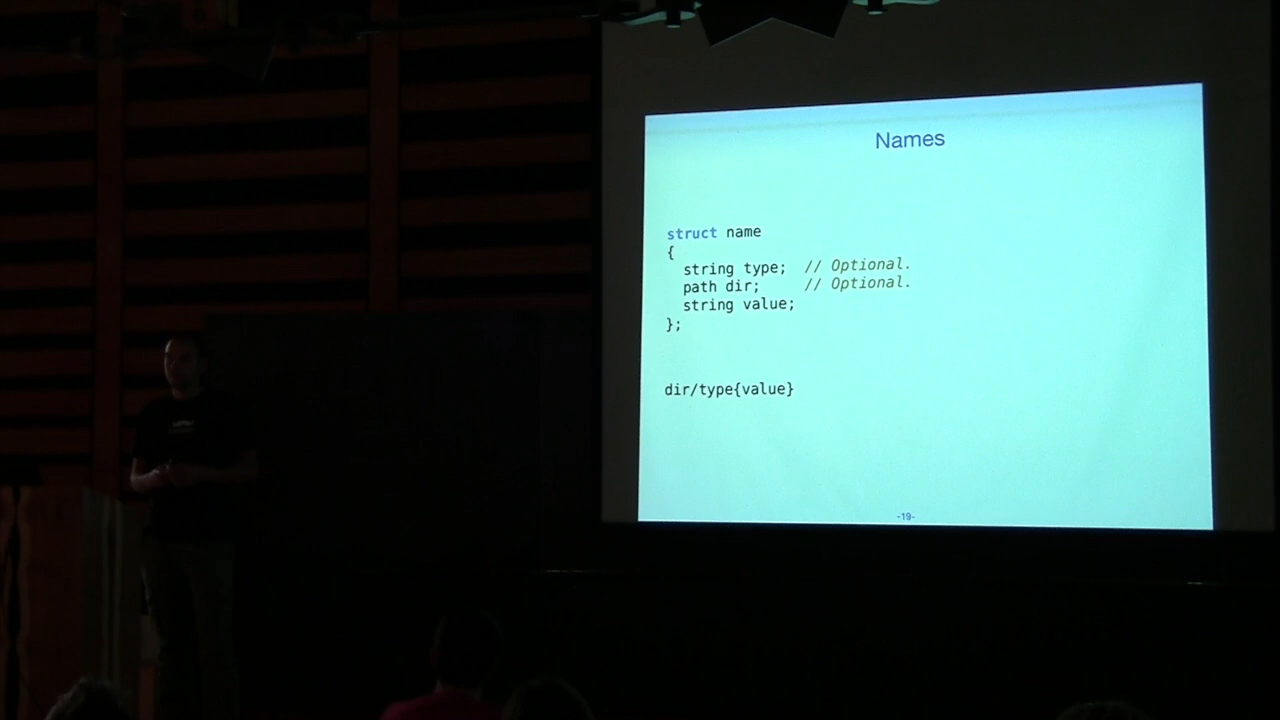 Names
struct name
{
  string type;  // Optional.
  path dir;     // Optional.
  string value;
};
dir/type{value}
-19-